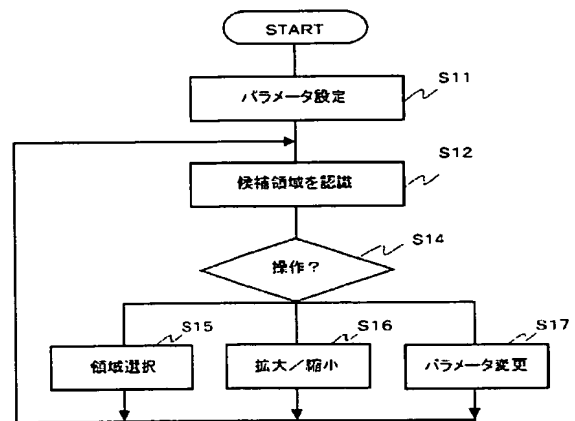 START
S11
パラメータ設定
S12
候補領域を認識
S14
操作?
S15
領域選択
S16
拡大/縮小
S17
パラメータ変更